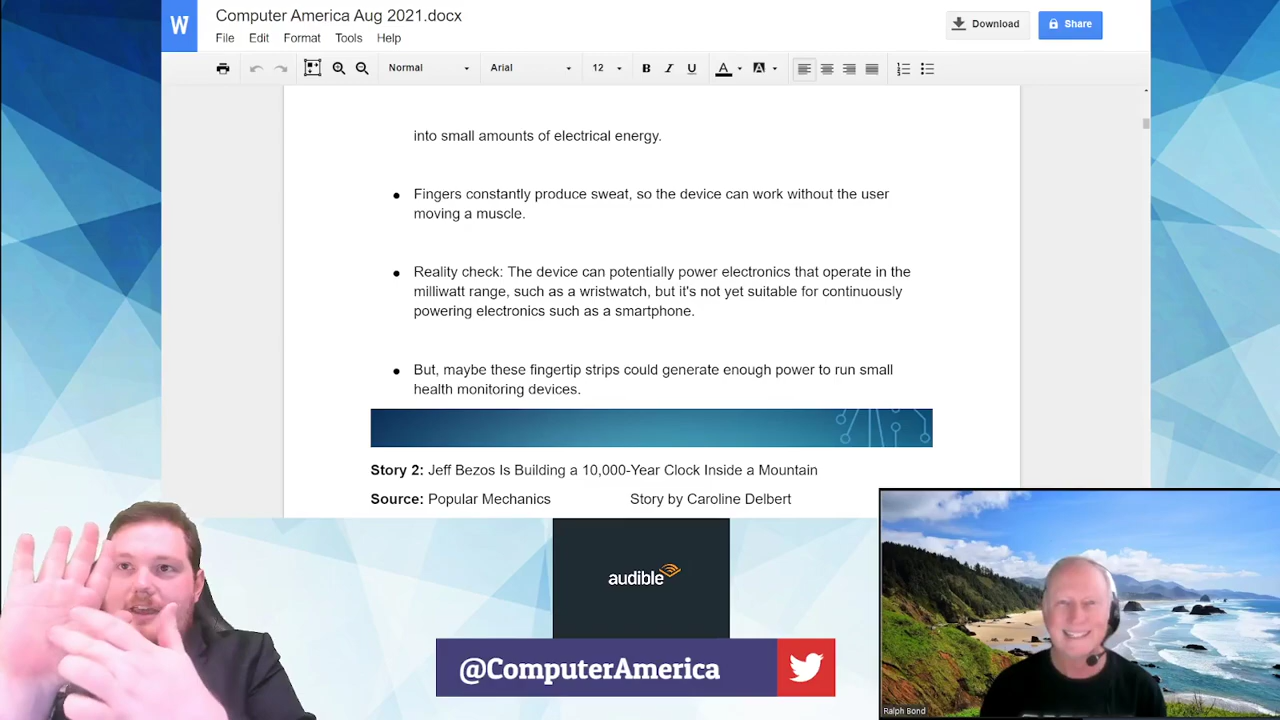 Computer America Aug 2021.docx
File Edit Format Tools Help
Download
Share
Normal Arial 12 B I U A A
into small amounts of electrical energy.
Fingers constantly produce sweat, so the device can work without the user
moving a muscle.
Reality check: The device can potentially power electronics that operate in the
milliwatt range, such as a wristwatch, but it's not yet suitable for continuously
powering electronics such as a smartphone.
But, maybe these fingertip strips could generate enough power to run small
health monitoring devices.
Story 2: Jeff Bezos Is Building a 10,000-Year Clock Inside a Mountain
Source: Popular Mechanics Story by Caroline Delbert
audible
@ComputerAmerica
Ralph Bond